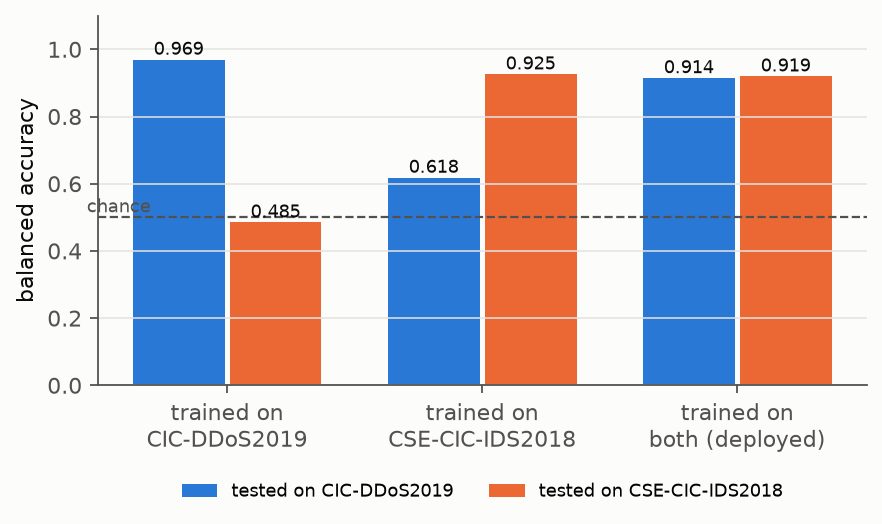 balanced accuracy
1.0
0.8
0.6
0.4
0.2
0.0
chance
0.969
0.485
0.618
0.925
0.914
0.919
trained on
CIC-DDoS2019
trained on
CSE-CIC-IDS2018
trained on
both (deployed)
tested on CIC-DDoS2019
tested on CSE-CIC-IDS2018